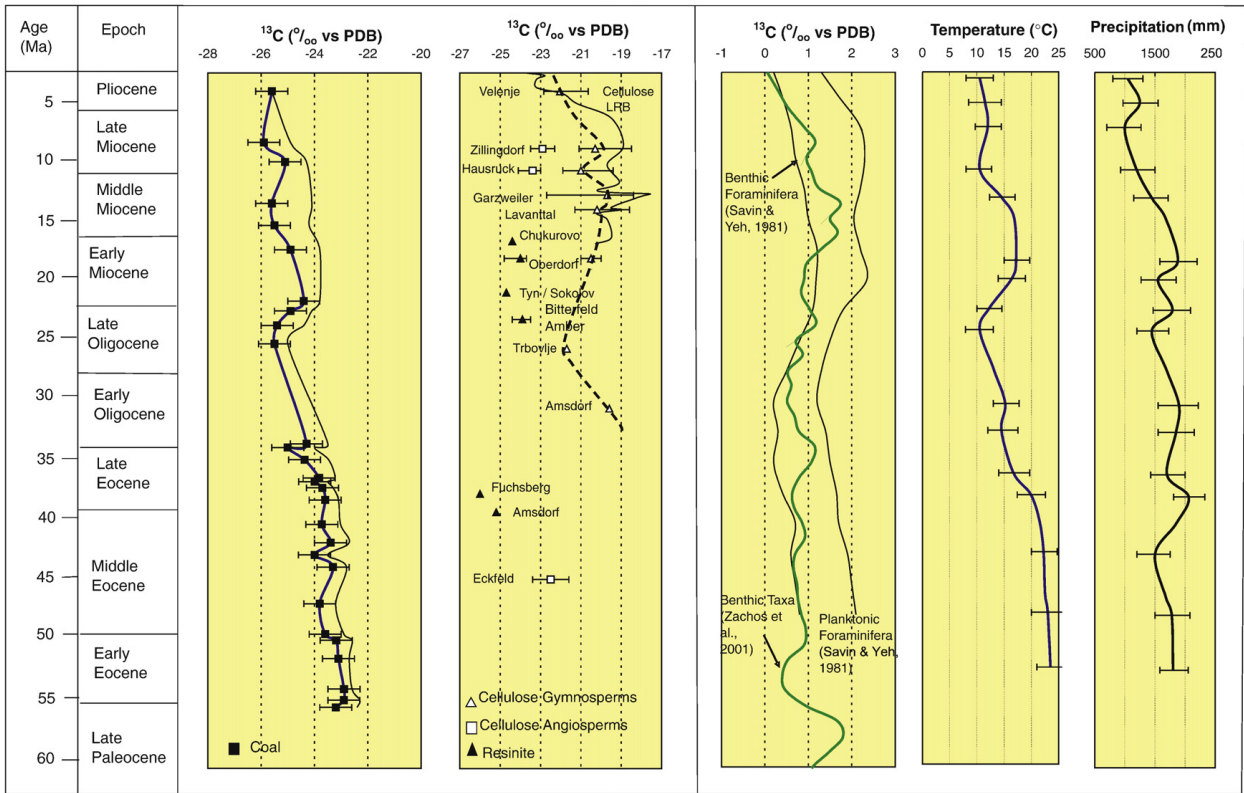 Age
(Ma)
Epoch
13C (o/oo vs PDB)
-28 -26 -24 -22 -20
13C (o/oo vs PDB)
-27 -25 -23 -21 -19 -17
13C (o/oo vs PDB)
-1 0 1 2 3
Temperature (°C)
0 5 10 15 20 25
Precipitation (mm)
500 1500 250
5
10
15
20
25
30
35
40
45
50
55
60
Pliocene
Late
Miocene
Middle
Miocene
Early
Miocene
Late
Oligocene
Early
Oligocene
Late
Eocene
Middle
Eocene
Early
Eocene
Late
Paleocene
Coal
Velenje
Cellulose
LRB
Zillingdorf
Hausruck
Garzweiler
Lavanttal
Chukurovo
Oberdorf
Tyn / Sokolov
Bitterfeld
Amber
Trbovlje
Amsdorf
Fuchsberg
Amsdorf
Eckfeld
Cellulose Gymnosperms
Cellulose Angiosperms
Resinite
Benthic
Foraminifera
(Savin &
Yeh, 1981)
Benthic Taxa
(Zachos et
al.,
2001)
Planktonic
Foraminifera
(Savin & Yeh,
1981)